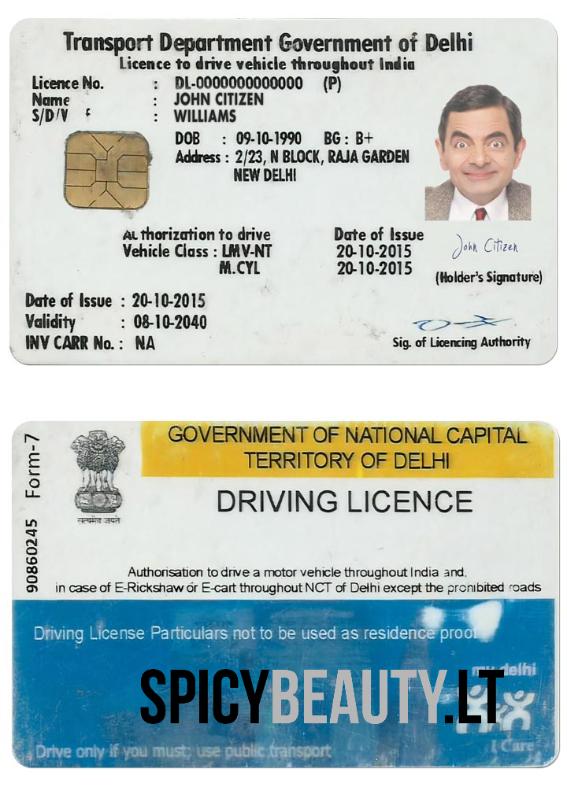 Transport Department Government of Delhi
Licence to drive vehicle throughout India
Licence No. : DL-0000000000000 (P)
Name : JOHN CITIZEN
S/D/W : WILLIAMS
DOB : 09-10-1990 BG : B+
Address : 2/23, N BLOCK, RAJA GARDEN
NEW DELHI
Authorization to drive Date of Issue
Vehicle Class : LMV-NT 20-10-2015
M.CYL 20-10-2015
John Citizen
(Holder's Signature)
Date of Issue : 20-10-2015
Validity : 08-10-2040
INV CARR No. : NA
Sig. of Licencing Authority
90860245 Form-7
सत्यमेव जयते
GOVERNMENT OF NATIONAL CAPITAL
TERRITORY OF DELHI
DRIVING LICENCE
Authorisation to drive a motor vehicle throughout India and,
in case of E-Rickshaw or E-cart throughout NCT of Delhi except the prohibited roads
Driving License Particulars not to be used as residence proof
my delhi
SPICYBEAUTY.LT
I Care
Drive only if you must; use public transport